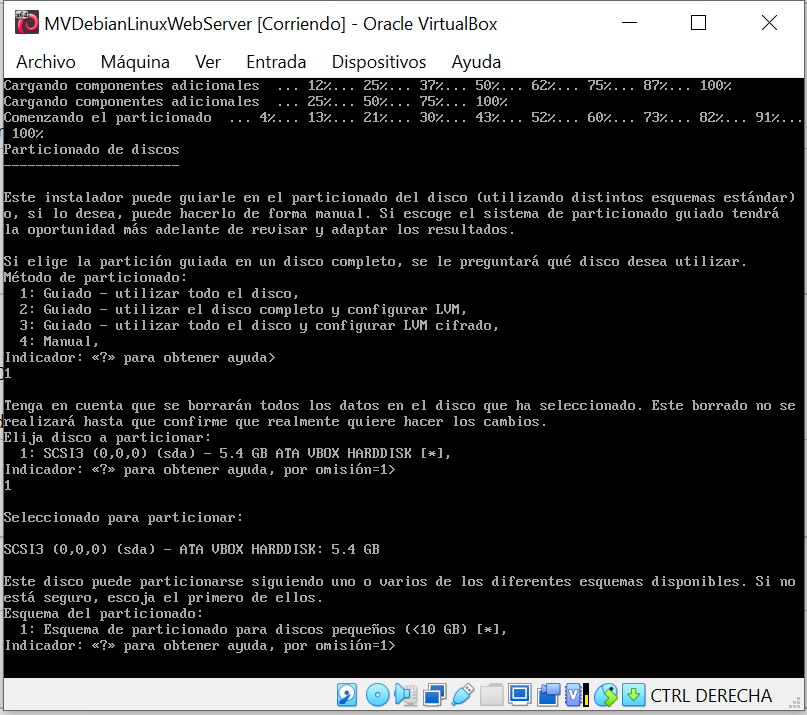 MVDebianLinuxWebServer [Corriendo] - Oracle VirtualBox
Archivo Máquina Ver Entrada Dispositivos Ayuda
Cargando componentes adicionales ... 12%... 25%... 37%... 50%... 62%... 75%... 87%... 100%
Cargando componentes adicionales ... 25%... 50%... 75%... 100%
Comenzando el particionado ... 4%... 13%... 21%... 30%... 43%... 52%... 60%... 73%... 82%... 91%...
100%
Particionado de discos
----------------------
Este instalador puede guiarle en el particionado del disco (utilizando distintos esquemas estándar)
o, si lo desea, puede hacerlo de forma manual. Si escoge el sistema de particionado guiado tendrá
la oportunidad más adelante de revisar y adaptar los resultados.
Si elige la partición guiada en un disco completo, se le preguntará qué disco desea utilizar.
Método de particionado:
1: Guiado - utilizar todo el disco,
2: Guiado - utilizar el disco completo y configurar LVM,
3: Guiado - utilizar todo el disco y configurar LVM cifrado,
4: Manual,
Indicador: «?» para obtener ayuda>
1
Tenga en cuenta que se borrarán todos los datos en el disco que ha seleccionado. Este borrado no se
realizará hasta que confirme que realmente quiere hacer los cambios.
Elija disco a particionar:
1: SCSI3 (0,0,0) (sda) - 5.4 GB ATA VBOX HARDDISK [*],
Indicador: «?» para obtener ayuda, por omisión=1>
1
Seleccionado para particionar:
SCSI3 (0,0,0) (sda) - ATA VBOX HARDDISK: 5.4 GB
Este disco puede particionarse siguiendo uno o varios de los diferentes esquemas disponibles. Si no
está seguro, escoja el primero de ellos.
Esquema del particionado:
1: Esquema de particionado para discos pequeños (<10 GB) [*],
Indicador: «?» para obtener ayuda, por omisión=1>
CTRL DERECHA